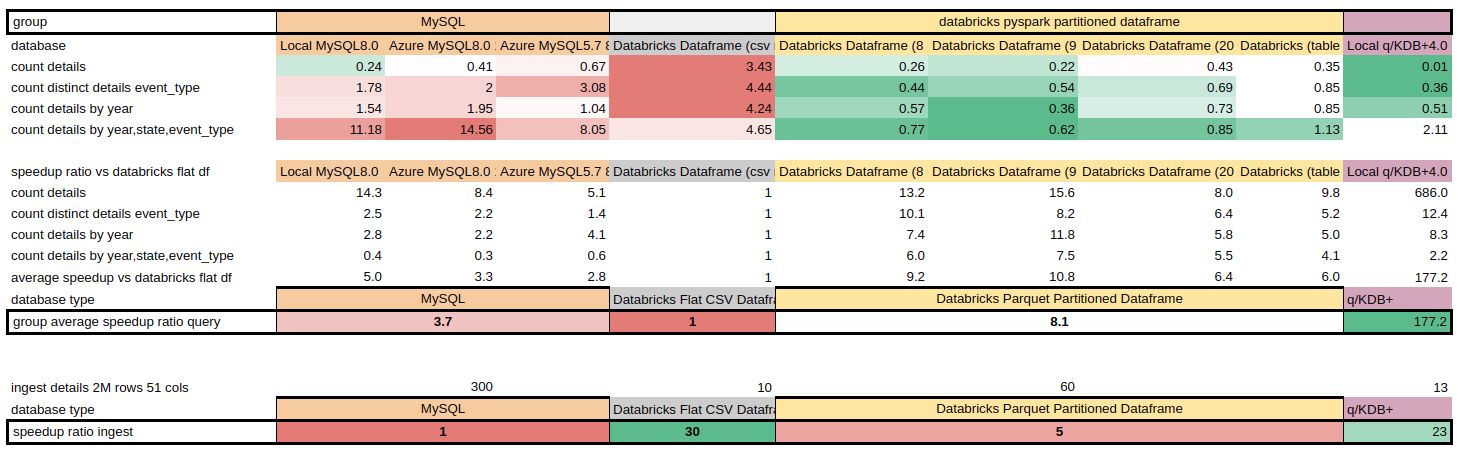 group MySQL databricks pyspark partitioned dataframe
database Local MySQL8.0 Azure MySQL8.0 Azure MySQL5.7 8 Databricks Dataframe (csv Databricks Dataframe (8 Databricks Dataframe (9 Databricks Dataframe (20 Databricks (table Local q/KDB+4.0
count details 0.24 0.41 0.67 3.43 0.26 0.22 0.43 0.35 0.01
count distinct details event_type 1.78 2 3.08 4.44 0.44 0.54 0.69 0.85 0.36
count details by year 1.54 1.95 1.04 4.24 0.57 0.36 0.73 0.85 0.51
count details by year,state,event_type 11.18 14.56 8.05 4.65 0.77 0.62 0.85 1.13 2.11
speedup ratio vs databricks flat df Local MySQL8.0 Azure MySQL8.0 Azure MySQL5.7 8 Databricks Dataframe (csv Databricks Dataframe (8 Databricks Dataframe (9 Databricks Dataframe (20 Databricks (table Local q/KDB+4.0
count details 14.3 8.4 5.1 1 13.2 15.6 8.0 9.8 686.0
count distinct details event_type 2.5 2.2 1.4 1 10.1 8.2 6.4 5.2 12.4
count details by year 2.8 2.2 4.1 1 7.4 11.8 5.8 5.0 8.3
count details by year,state,event_type 0.4 0.3 0.6 1 6.0 7.5 5.5 4.1 2.2
average speedup vs databricks flat df 5.0 3.3 2.8 1 9.2 10.8 6.4 6.0 177.2
database type MySQL Databricks Flat CSV Datafra Databricks Parquet Partitioned Dataframe q/KDB+
group average speedup ratio query 3.7 1 8.1 177.2
ingest details 2M rows 51 cols 300 10 60 13
database type MySQL Databricks Flat CSV Datafra Databricks Parquet Partitioned Dataframe q/KDB+
speedup ratio ingest 1 30 5 23